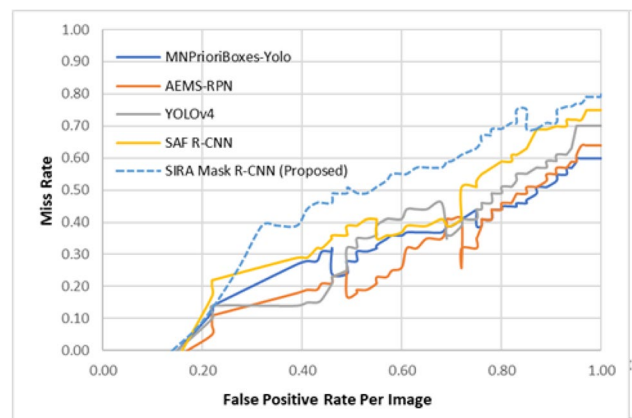 1.00
0.90
0.80
0.70
0.60
0.50
0.40
0.30
0.20
0.10
0.00
Miss Rate
MNPrioriBoxes-Yolo
AEMS-RPN
YOLOv4
SAF R-CNN
SIRA Mask R-CNN (Proposed)
0.00 0.20 0.40 0.60 0.80 1.00
False Positive Rate Per Image